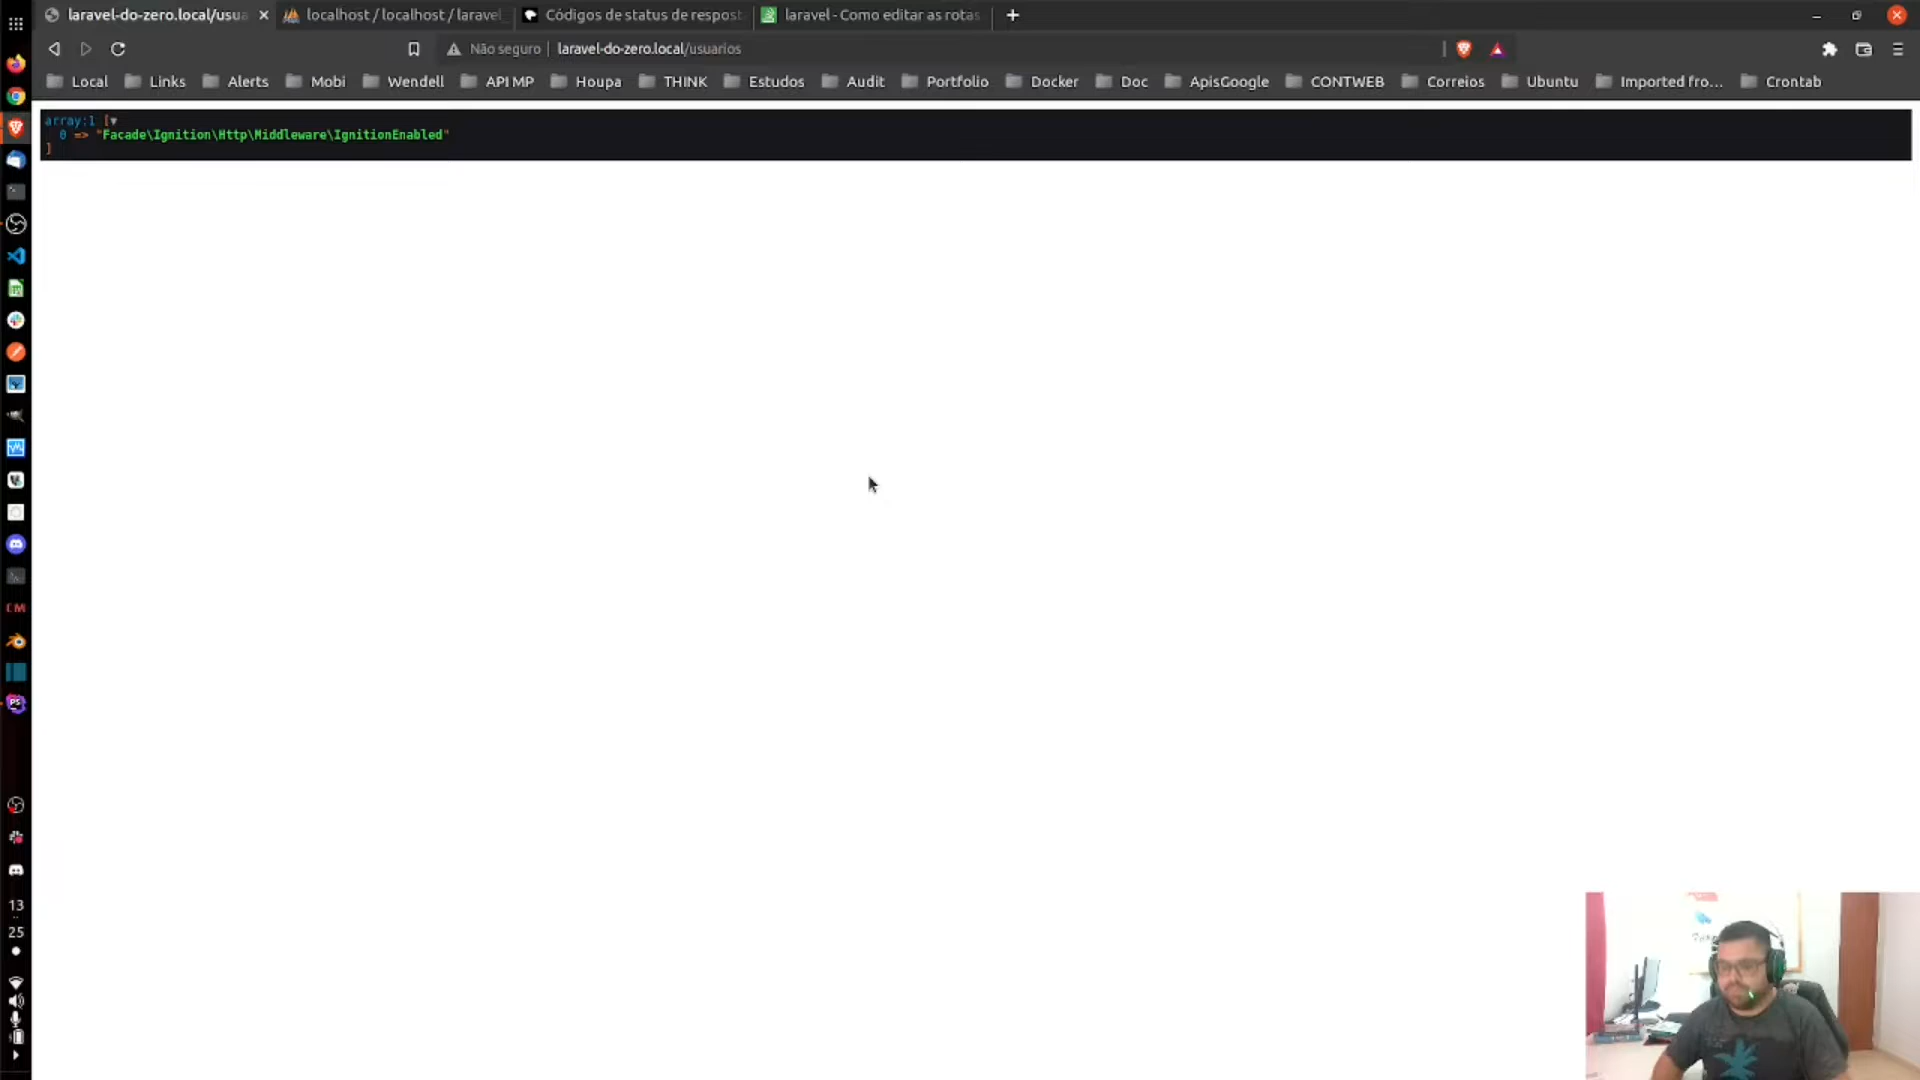 laravel-do-zero.local/usua
localhost / localhost / laravel
Códigos de status de respost
laravel - Como editar as rotas
Não seguro
laravel-do-zero.local/usuarios
Local
Links
Alerts
Mobi
Wendell
API MP
Houpa
THINK
Estudos
Audit
Portfolio
Docker
Doc
ApisGoogle
CONTWEB
Correios
Ubuntu
Imported fro...
Crontab
array:1 [▼
0 => "Facade\Ignition\Http\Middleware\IgnitionEnabled"
]
CM
PS
13
25